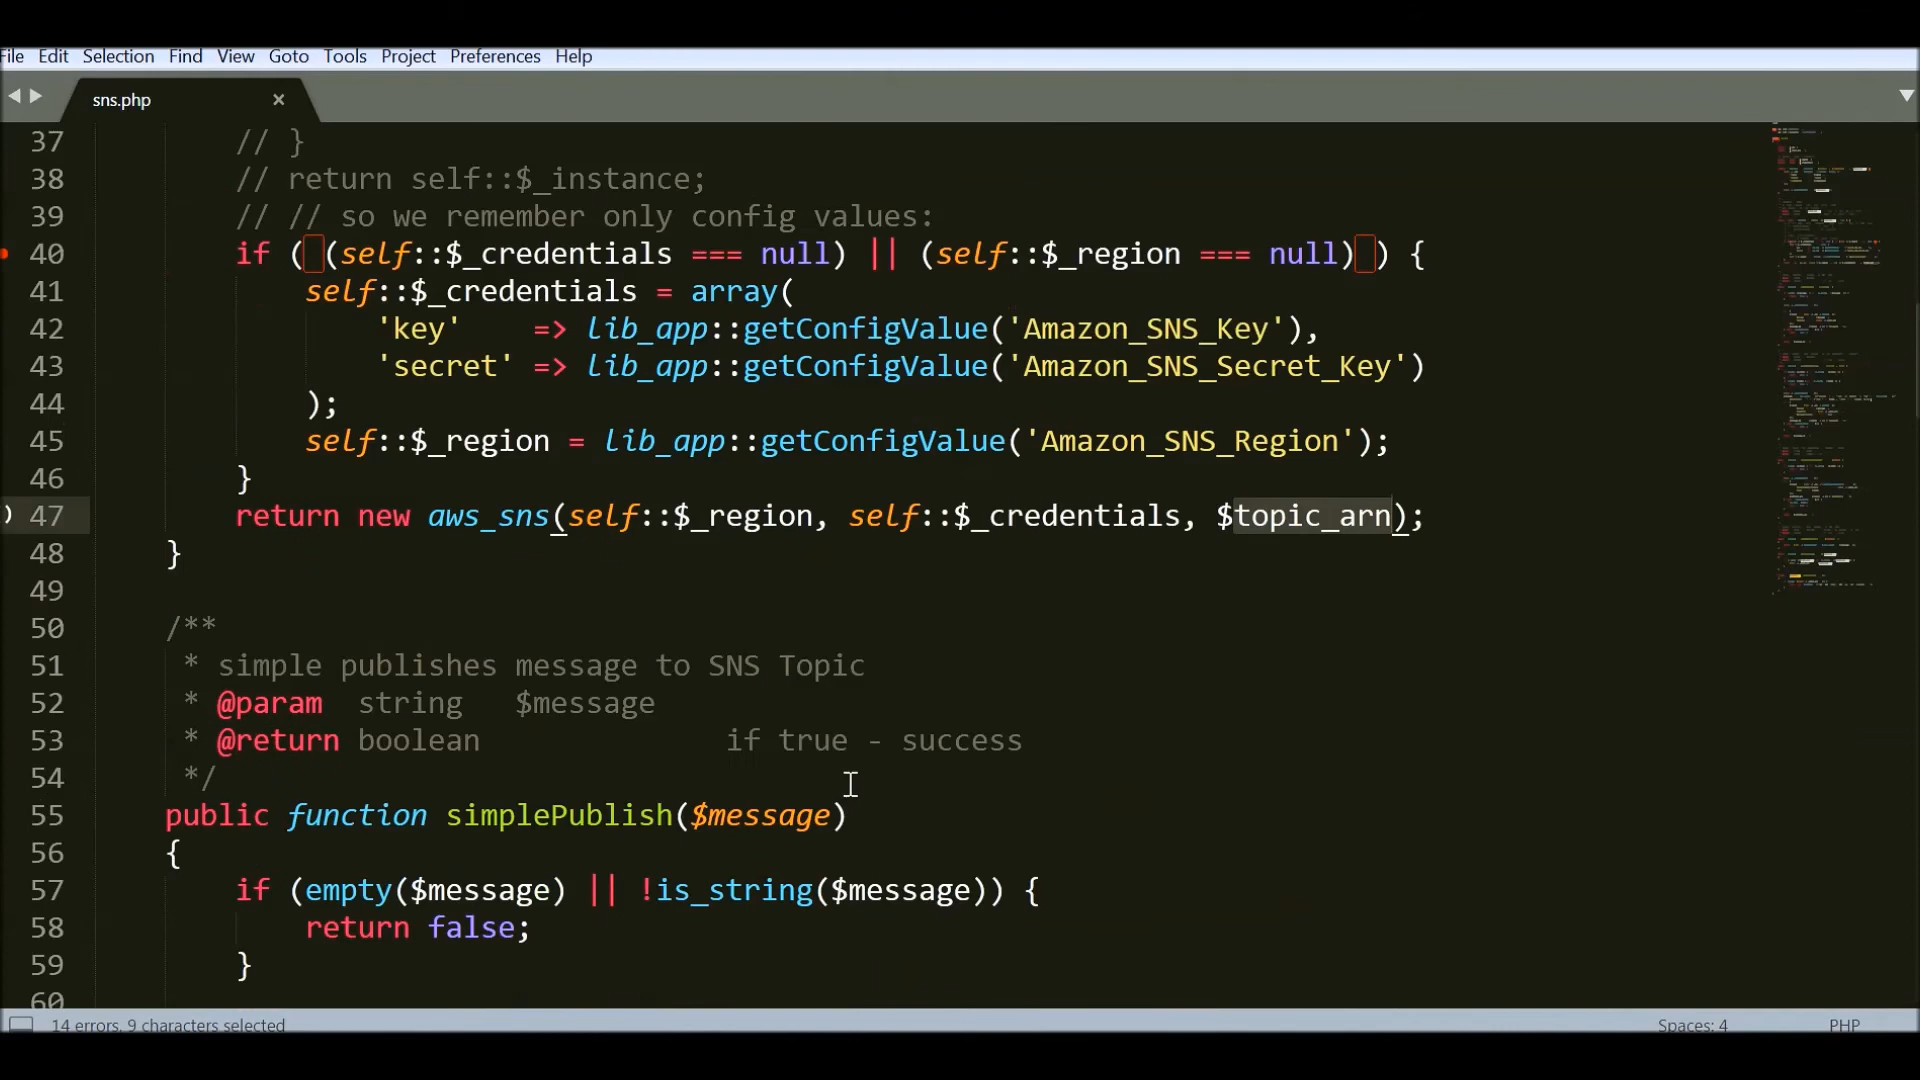 File Edit Selection Find View Goto Tools Project Preferences Help
sns.php
37 // }
38 // return self::$_instance;
39 // // so we remember only config values:
40 if ( (self::$_credentials === null) || (self::$_region === null) ) {
41 self::$_credentials = array(
42 'key' => lib_app::getConfigValue('Amazon_SNS_Key'),
43 'secret' => lib_app::getConfigValue('Amazon_SNS_Secret_Key')
44 );
45 self::$_region = lib_app::getConfigValue('Amazon_SNS_Region');
46 }
47 return new aws_sns(self::$_region, self::$_credentials, $topic_arn);
48 }
49
50 /**
51 * simple publishes message to SNS Topic
52 * @param string $message
53 * @return boolean if true - success
54 */
55 public function simplePublish($message)
56 {
57 if (empty($message) || !is_string($message)) {
58 return false;
59 }
60
14 errors, 9 characters selected Spaces: 4 PHP